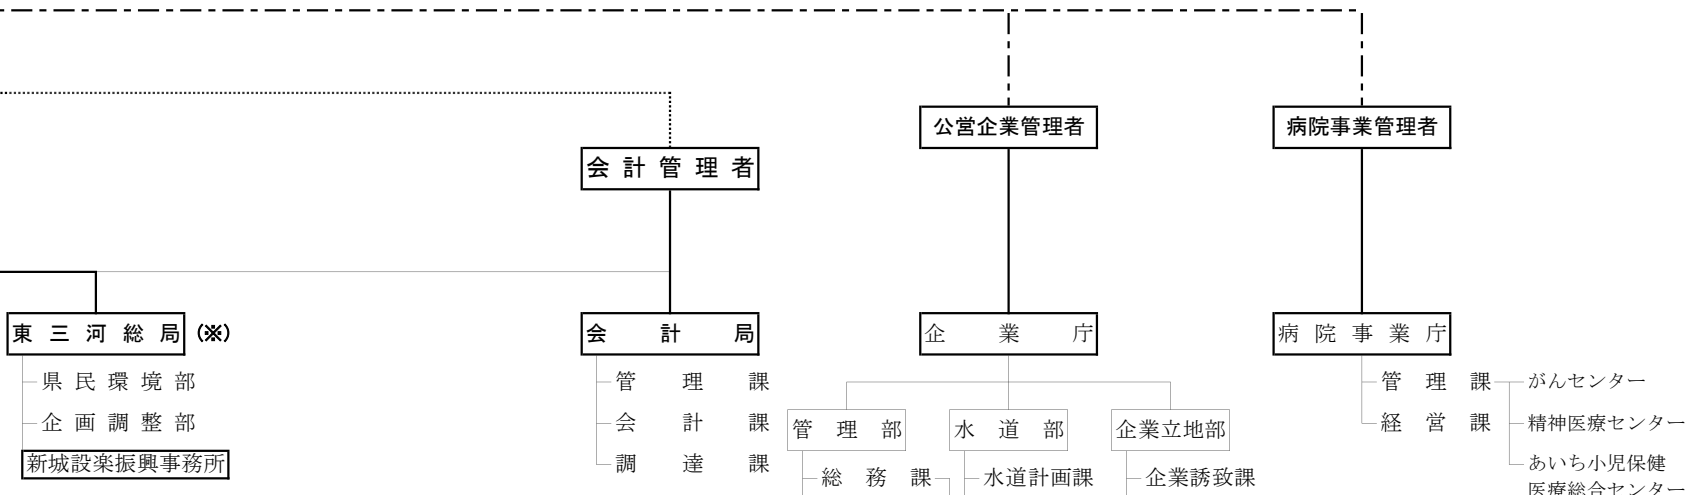 公営企業管理者
病院事業管理者
会計管理者
東三河総局 (※)
県民環境部
企画調整部
新城設楽振興事務所
会計局
管理課
会計課
調達課
企業庁
管理部
総務課
水道部
水道計画課
企業立地部
企業誘致課
病院事業庁
管理課
経営課
がんセンター
精神医療センター
あいち小児保健
医療総合センター